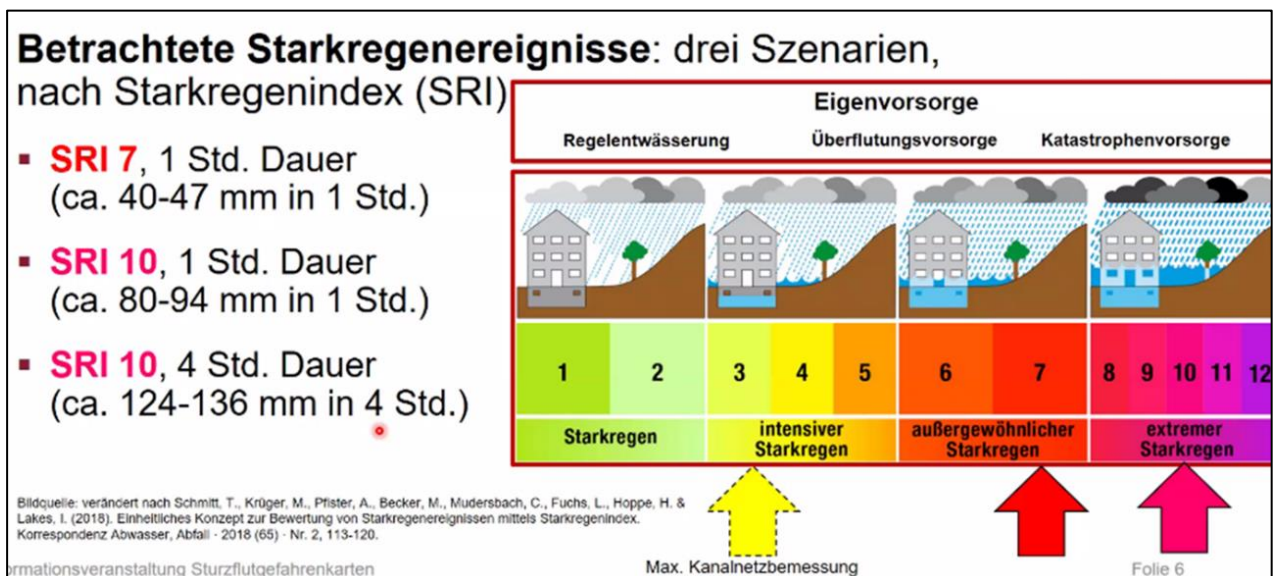 Betrachtete Starkregenereignisse: drei Szenarien,
nach Starkregenindex (SRI)
▪ SRI 7, 1 Std. Dauer
(ca. 40-47 mm in 1 Std.)
▪ SRI 10, 1 Std. Dauer
(ca. 80-94 mm in 1 Std.)
▪ SRI 10, 4 Std. Dauer
(ca. 124-136 mm in 4 Std.)
Eigenvorsorge
Regelentwässerung Überflutungsvorsorge Katastrophenvorsorge
1 2 3 4 5 6 7 8 9 10 11 12
Starkregen
intensiver
Starkregen
außergewöhnlicher
Starkregen
extremer
Starkregen
Bildquelle: verändert nach Schmitt, T., Krüger, M., Pfister, A., Becker, M., Mudersbach, C., Fuchs, L., Hoppe, H. &
Lakes, I. (2018). Einheitliches Konzept zur Bewertung von Starkregenereignissen mittels Starkregenindex.
Korrespondenz Abwasser, Abfall - 2018 (65) - Nr. 2, 113-120.
Max. Kanalnetzbemessung
ormationsveranstaltung Sturzflutgefahrenkarten
Folie 6